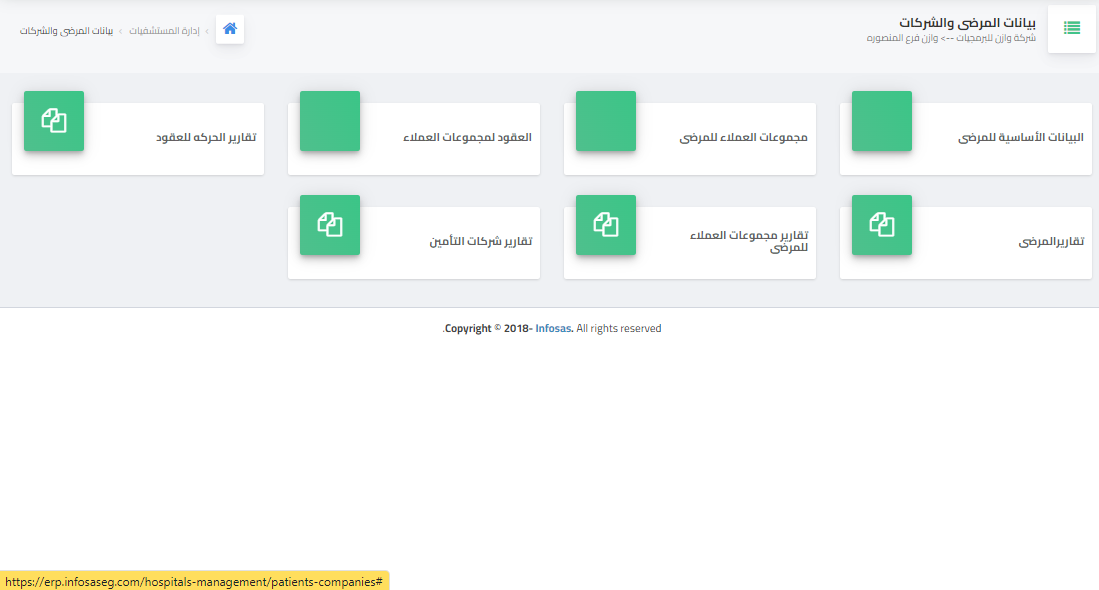 بيانات المرضى والشركات
شركة وازن للبرمجيات --> وازن فرع المنصوره
إدارة المستشفيات › بيانات المرضى والشركات
البيانات الأساسية للمرضى
مجموعات العملاء للمرضى
العقود لمجموعات العملاء
تقارير الحركه للعقود
تقاريرالمرضى
تقارير مجموعات العملاء
للمرضى
تقارير شركات التأمين
Copyright © 2018- Infosas. All rights reserved.
https://erp.infosaseg.com/hospitals-management/patients-companies#